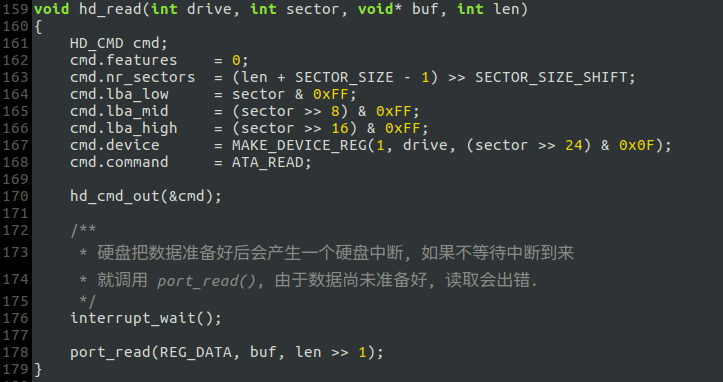 159 void hd_read(int drive, int sector, void* buf, int len)
160 {
161     HD_CMD cmd;
162     cmd.features    = 0;
163     cmd.nr_sectors  = (len + SECTOR_SIZE - 1) >> SECTOR_SIZE_SHIFT;
164     cmd.lba_low     = sector & 0xFF;
165     cmd.lba_mid     = (sector >> 8) & 0xFF;
166     cmd.lba_high    = (sector >> 16) & 0xFF;
167     cmd.device      = MAKE_DEVICE_REG(1, drive, (sector >> 24) & 0x0F);
168     cmd.command     = ATA_READ;
169
170     hd_cmd_out(&cmd);
171
172     /**
173      * 硬盘把数据准备好后会产生一个硬盘中断, 如果不等待中断到来
174      * 就调用 port_read(), 由于数据尚未准备好, 读取会出错.
175      */
176     interrupt_wait();
177
178     port_read(REG_DATA, buf, len >> 1);
179 }